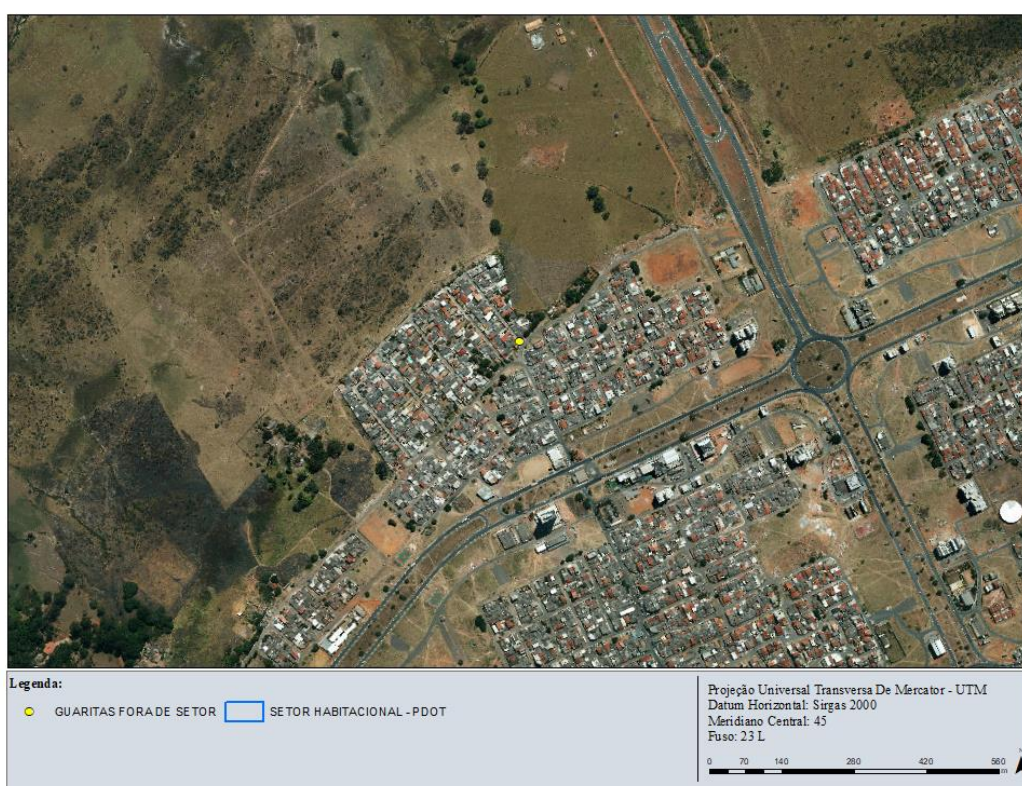 Legenda:
GUARITAS FORA DE SETOR
SETOR HABITACIONAL - PDOT
Projeção Universal Transversa De Mercator - UTM
Datum Horizontal: Sirgas 2000
Meridiano Central: 45
Fuso: 23 L
0 70 140 280 420 560